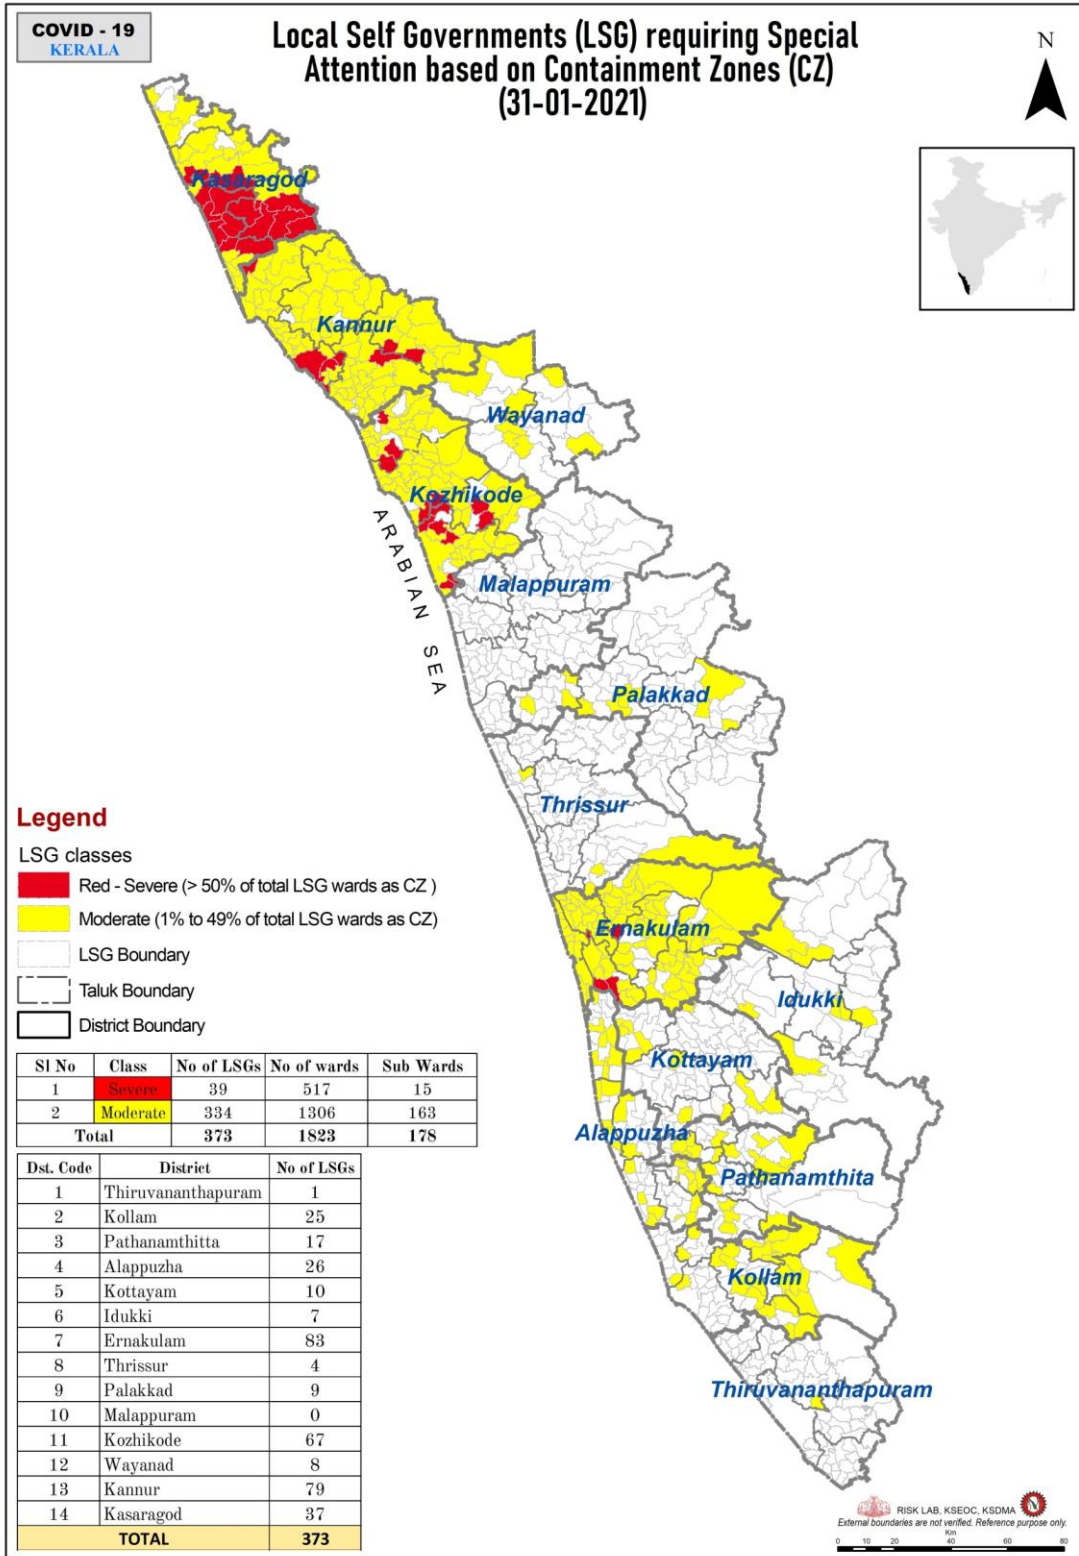 COVID - 19
KERALA
Local Self Governments (LSG) requiring Special
Attention based on Containment Zones (CZ)
(31-01-2021)
N
Kasaragod
Kannur
Wayanad
Kozhikode
ARABIAN SEA
Malappuram
Palakkad
Thrissur
Ernakulam
Idukki
Kottayam
Alappuzha
Pathanamthita
Kollam
Thiruvananthapuram
Legend
LSG classes
Red - Severe (> 50% of total LSG wards as CZ )
Moderate (1% to 49% of total LSG wards as CZ)
LSG Boundary
Taluk Boundary
District Boundary
Sl No Class No of LSGs No of wards Sub Wards
1 Severe 39 517 15
2 Moderate 334 1306 163
Total 373 1823 178
Dst. Code District No of LSGs
1 Thiruvananthapuram 1
2 Kollam 25
3 Pathanamthitta 17
4 Alappuzha 26
5 Kottayam 10
6 Idukki 7
7 Ernakulam 83
8 Thrissur 4
9 Palakkad 9
10 Malappuram 0
11 Kozhikode 67
12 Wayanad 8
13 Kannur 79
14 Kasaragod 37
TOTAL 373
RISK LAB, KSEOC, KSDMA
External boundaries are not verified. Reference purpose only.
Km
0 10 20 40 60 80